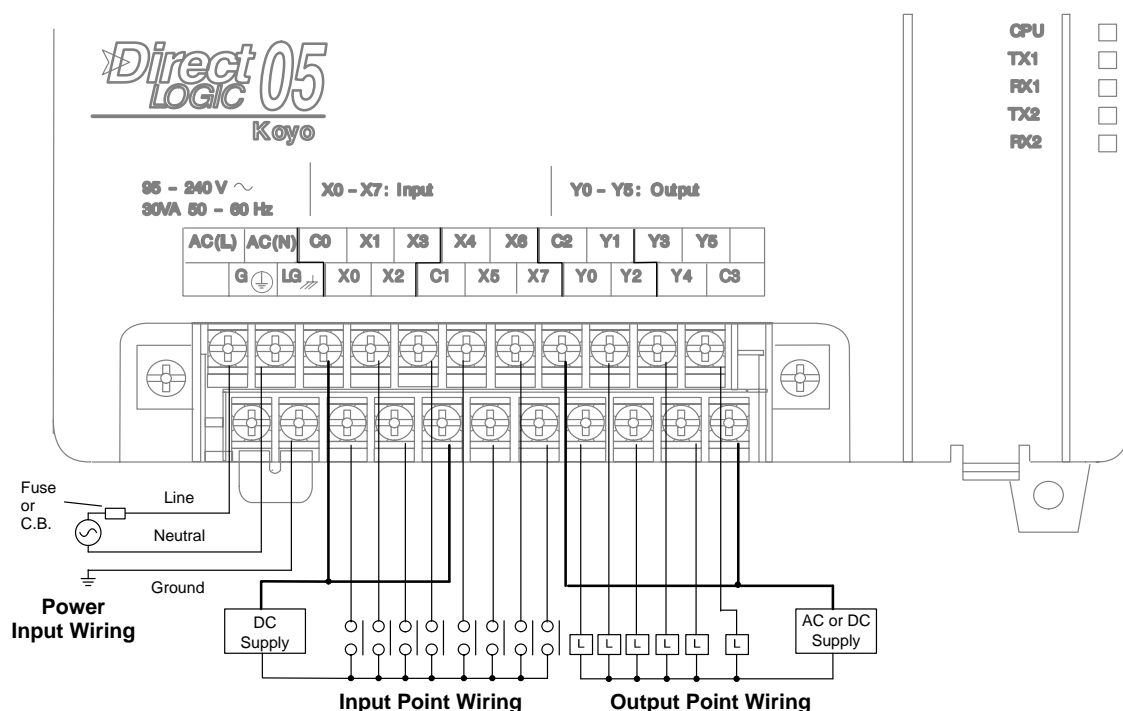 CPU
TX1
RX1
TX2
RX2
Direct
LOGIC 05
Koyo
95 - 240 V ~
30VA 50 - 60 Hz
X0 - X7: Input
Y0 - Y5: Output
AC(L) AC(N) C0 X1 X3 X4 X6 C2 Y1 Y3 Y5
G LG X0 X2 C1 X5 X7 Y0 Y2 Y4 C3
Fuse
or
C.B.
Line
Neutral
Ground
Power
Input Wiring
DC
Supply
L L L L L L
AC or DC
Supply
Input Point Wiring
Output Point Wiring